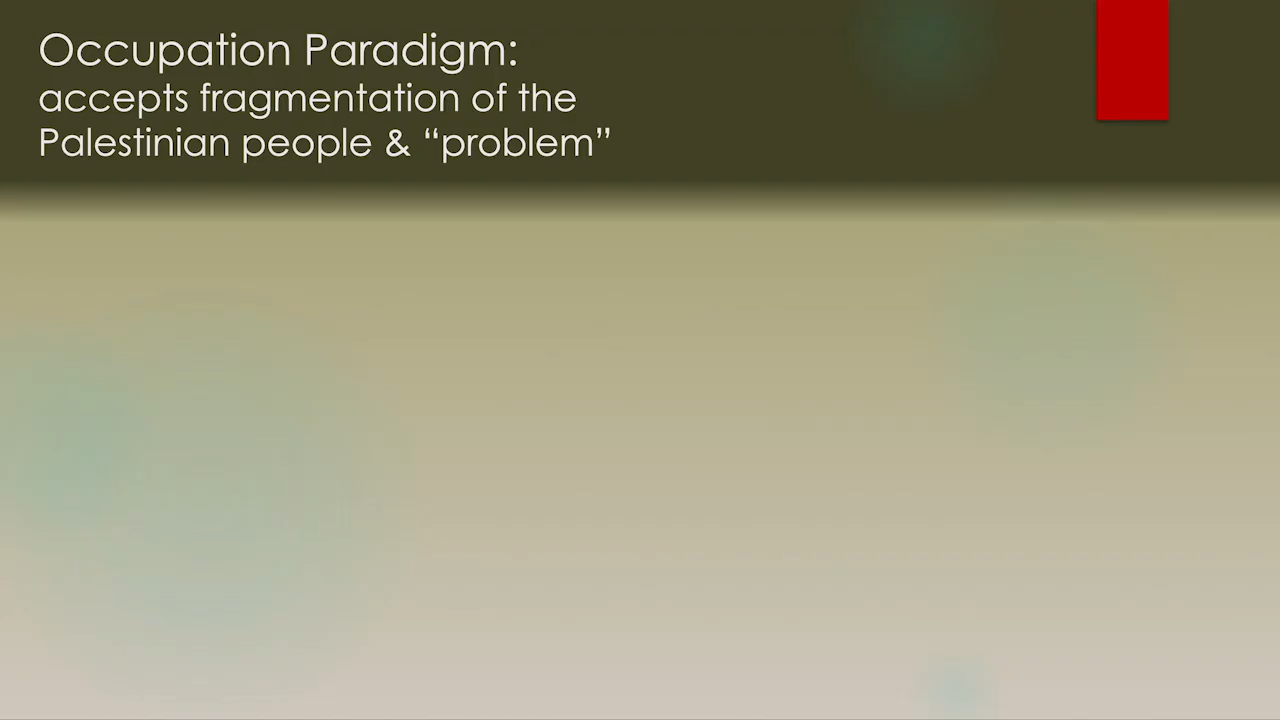 Occupation Paradigm:
accepts fragmentation of the
Palestinian people & “problem”